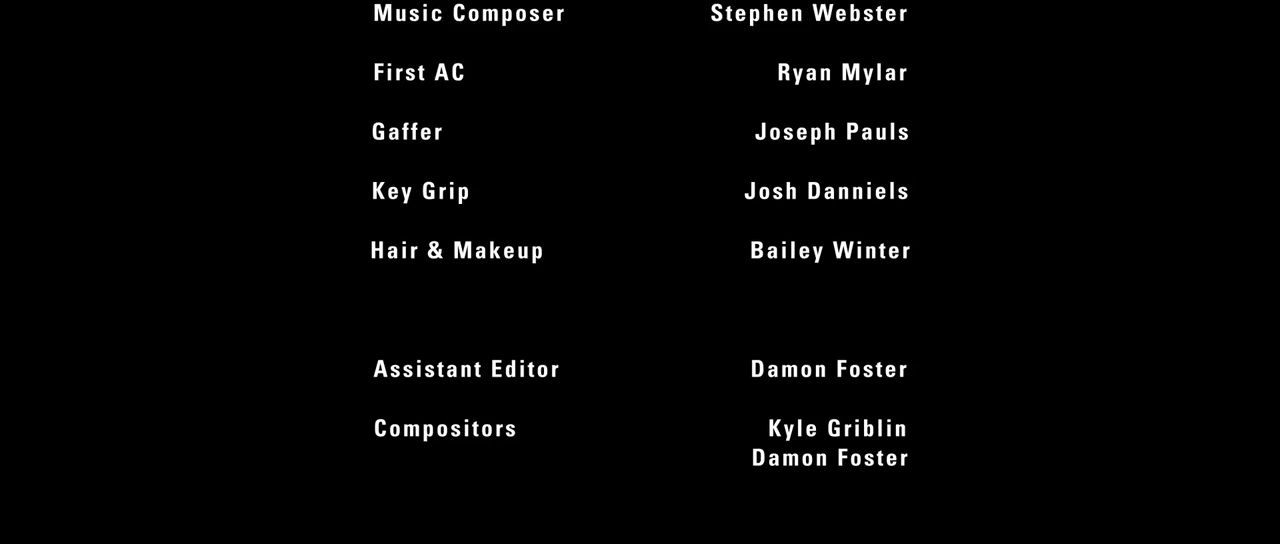 Music Composer Stephen Webster
First AC Ryan Mylar
Gaffer Joseph Pauls
Key Grip Josh Danniels
Hair & Makeup Bailey Winter
Assistant Editor Damon Foster
Compositors Kyle Griblin
Damon Foster